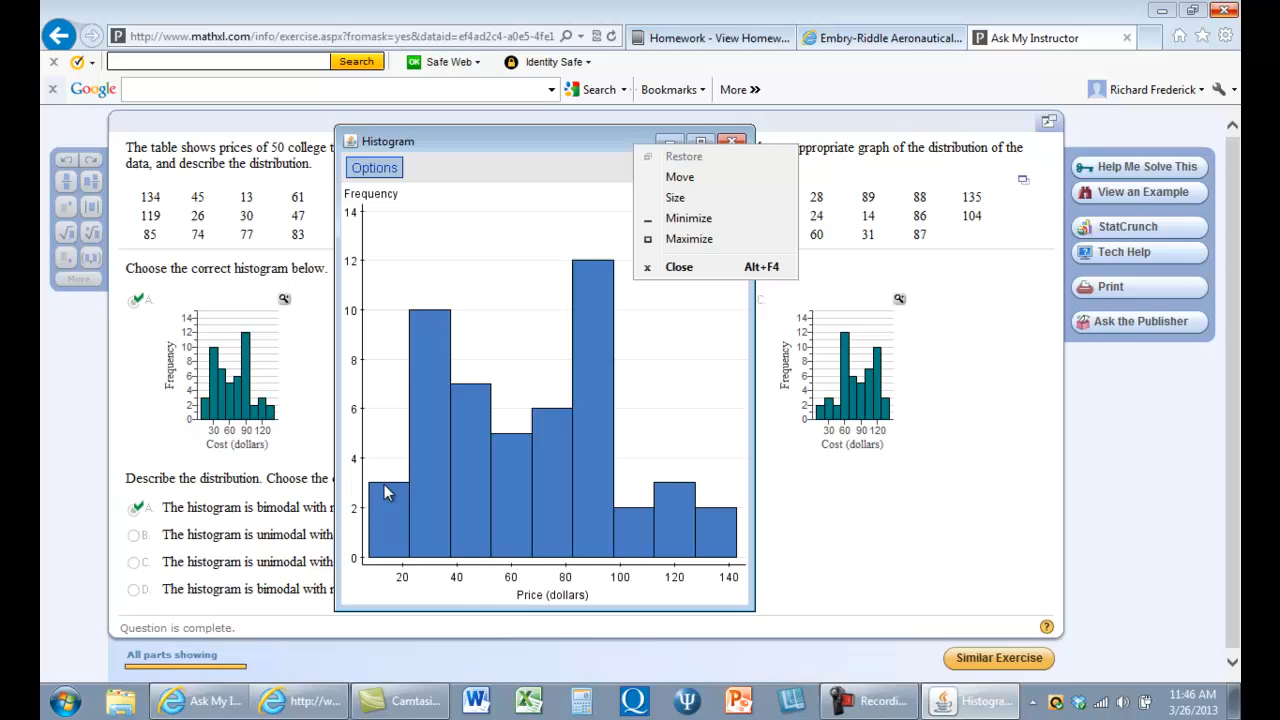 http://www.mathxl.com/info/exercise.aspx?fromask=yes&dataid=ef4ad2c4-a0e5-4fe1
Homework - View Homew...
Embry-Riddle Aeronautical...
Ask My Instructor
Search
Safe Web
Identity Safe
Google
Search
Bookmarks
More »
Richard Frederick
The table shows prices of 50 college t
data, and describe the distribution.
ppropriate graph of the distribution of the
134 45 13 61
119 26 30 47
85 74 77 83
28 89 88 135
24 14 86 104
60 31 87
Choose the correct histogram below.
A.
14
12
10
8
6
4
2
0
Frequency
30 60 90 120
Cost (dollars)
C.
14
12
10
8
6
4
2
0
Frequency
30 60 90 120
Cost (dollars)
Describe the distribution. Choose the
A. The histogram is bimodal with
B. The histogram is unimodal with
C. The histogram is unimodal with
D. The histogram is bimodal with
Question is complete.
All parts showing
Similar Exercise
More
Histogram
Options
Frequency
14
12
10
8
6
4
2
0
20 40 60 80 100 120 140
Price (dollars)
Restore
Move
Size
Minimize
Maximize
Close Alt+F4
Help Me Solve This
View an Example
StatCrunch
Tech Help
Print
Ask the Publisher
Ask My I...
http://w...
Camtasi...
Recordi...
Histogra...
11:46 AM
3/26/2013